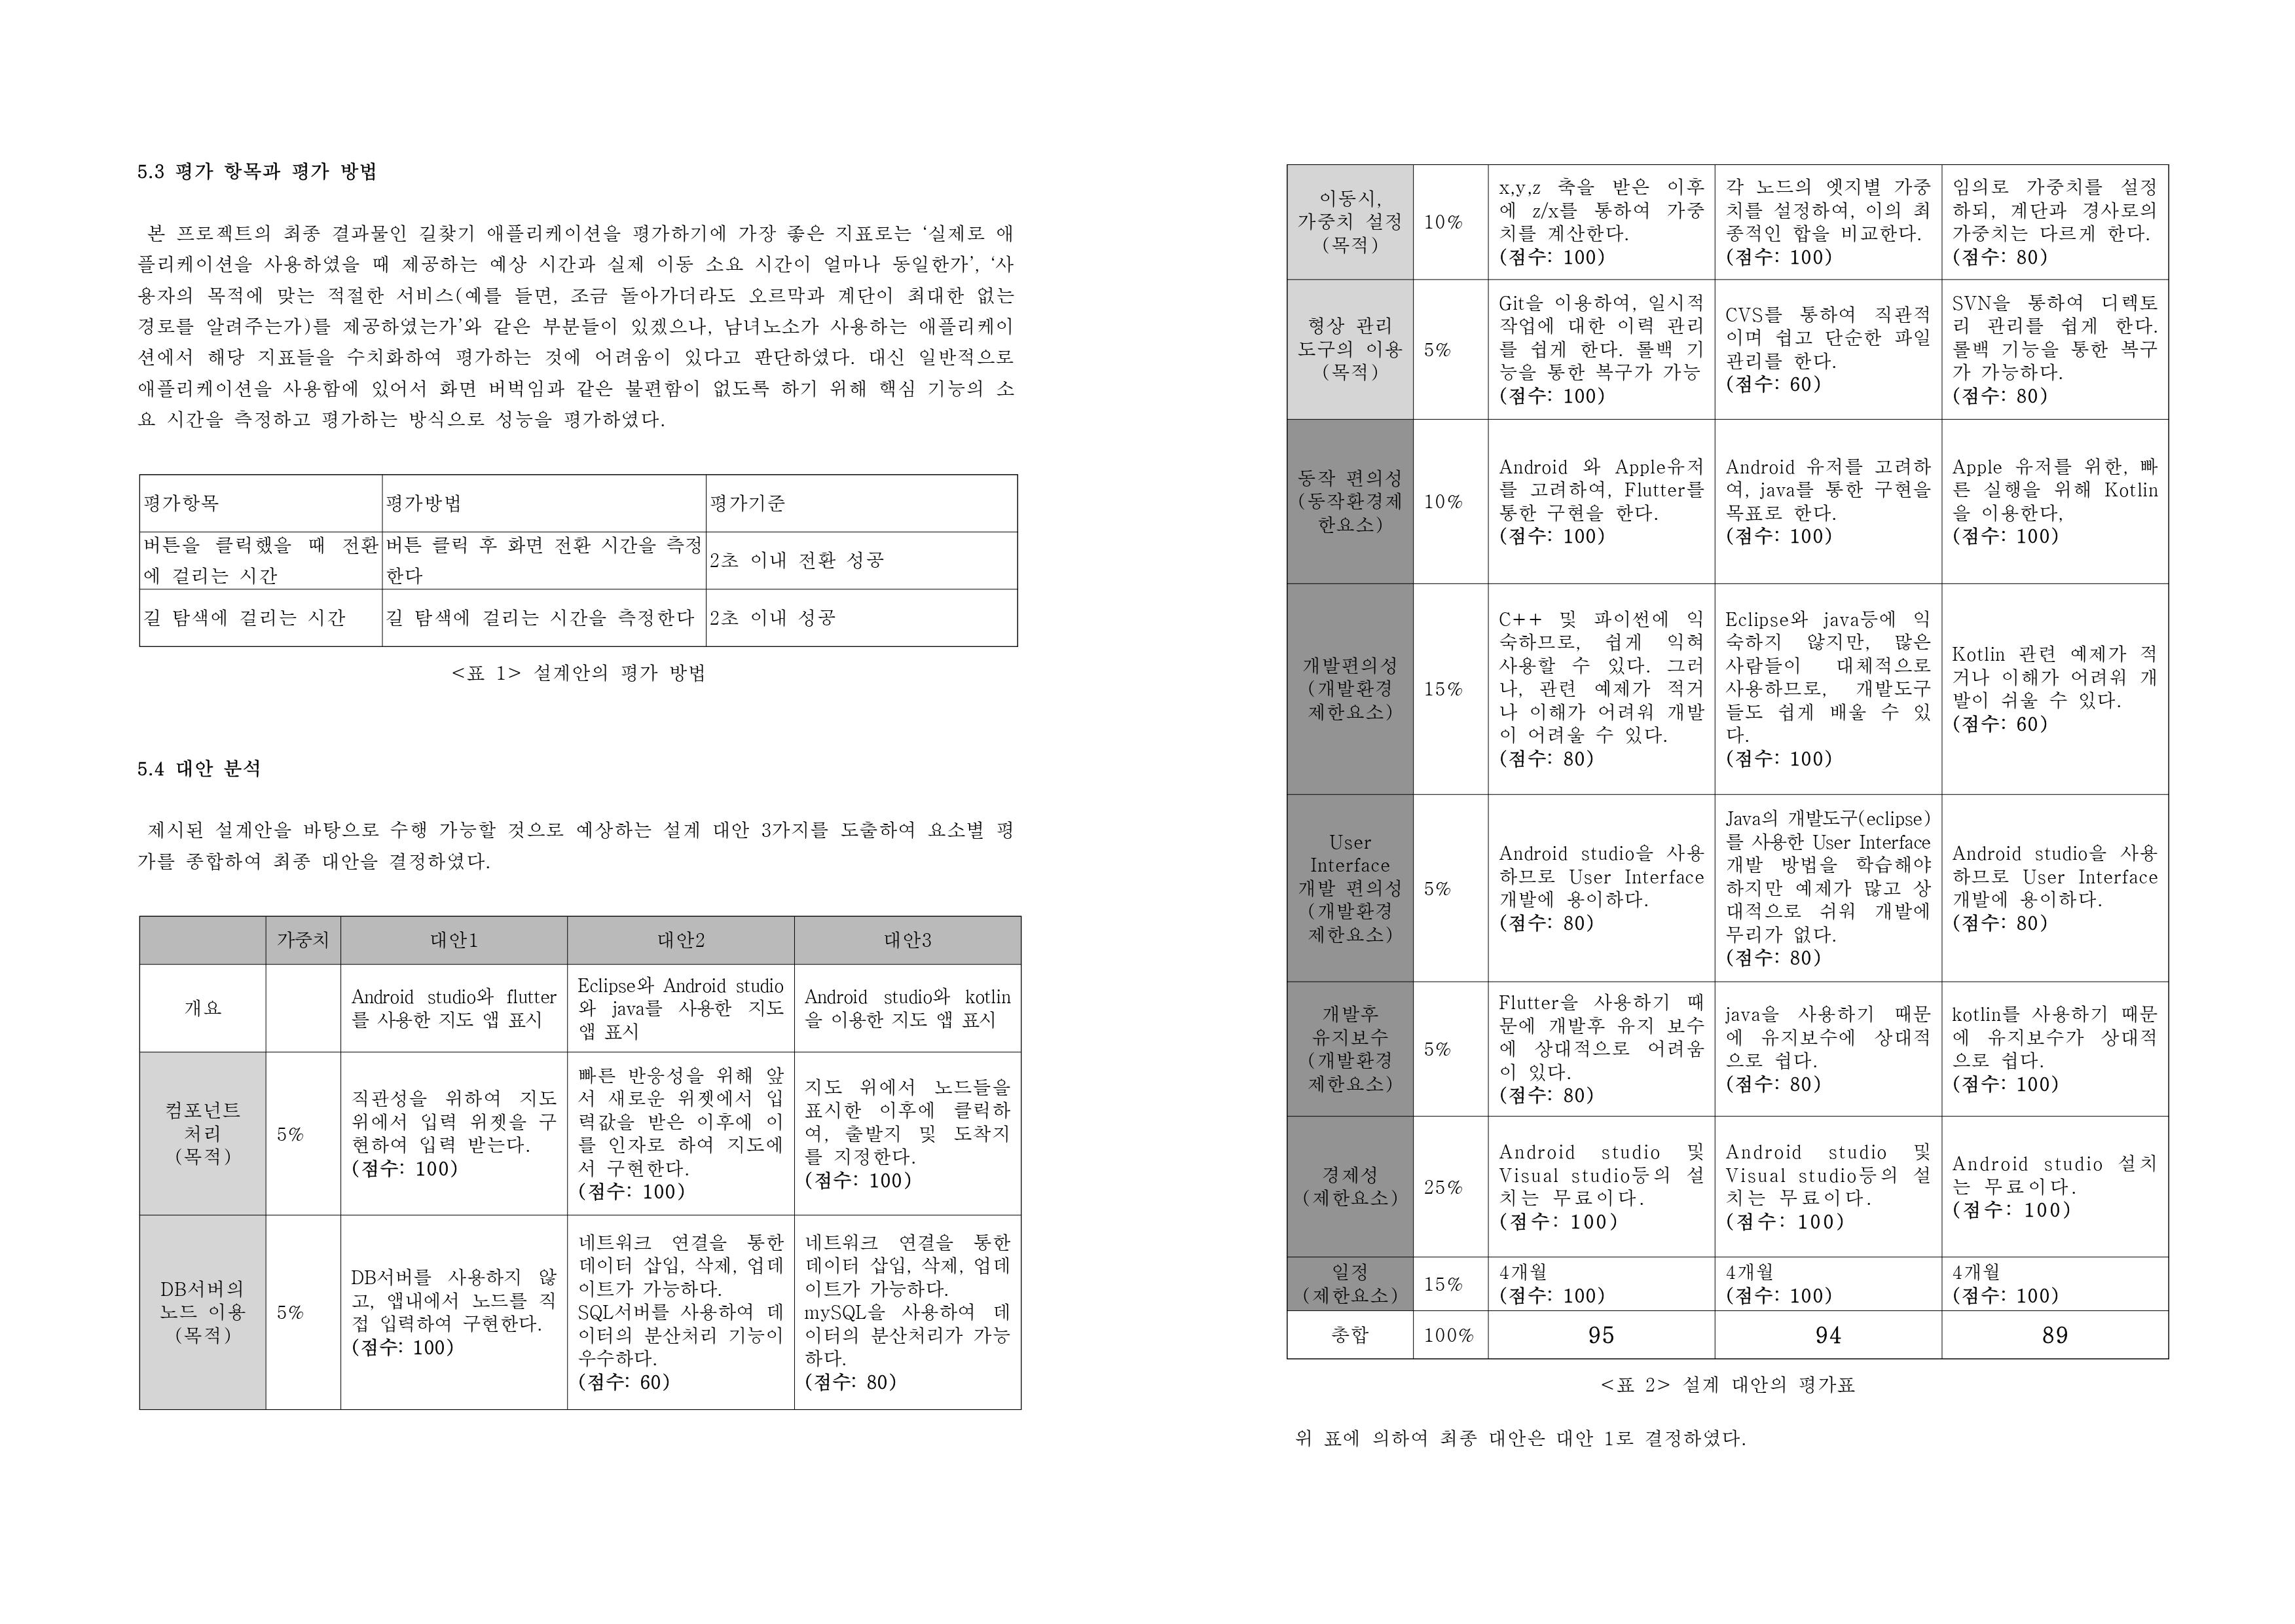 5.3 평가 항목과 평가 방법
본 프로젝트의 최종 결과물인 길찾기 애플리케이션을 평가하기에 가장 좋은 지표로는 ‘실제로 애
플리케이션을 사용하였을 때 제공하는 예상 시간과 실제 이동 소요 시간이 얼마나 동일한가’, ‘사
용자의 목적에 맞는 적절한 서비스(예를 들면, 조금 돌아가더라도 오르막과 계단이 최대한 없는
경로를 알려주는가)를 제공하였는가’와 같은 부분들이 있겠으나, 남녀노소가 사용하는 애플리케이
션에서 해당 지표들을 수치화하여 평가하는 것에 어려움이 있다고 판단하였다. 대신 일반적으로
애플리케이션을 사용함에 있어서 화면 버벅임과 같은 불편함이 없도록 하기 위해 핵심 기능의 소
요 시간을 측정하고 평가하는 방식으로 성능을 평가하였다.
평가항목
평가방법
평가기준
버튼을 클릭했을 때 전환
에 걸리는 시간
버튼 클릭 후 화면 전환 시간을 측정
한다
2초 이내 전환 성공
길 탐색에 걸리는 시간
길 탐색에 걸리는 시간을 측정한다
2초 이내 성공
<표 1> 설계안의 평가 방법
5.4 대안 분석
제시된 설계안을 바탕으로 수행 가능할 것으로 예상하는 설계 대안 3가지를 도출하여 요소별 평
가를 종합하여 최종 대안을 결정하였다.
가중치
대안1
대안2
대안3
개요
Android studio와 flutter
를 사용한 지도 앱 표시
Eclipse와 Android studio
와 java를 사용한 지도
앱 표시
Android studio와 kotlin
을 이용한 지도 앱 표시
컴포넌트
처리
(목적)
5%
직관성을 위하여 지도
위에서 입력 위젯을 구
현하여 입력 받는다.
(점수: 100)
빠른 반응성을 위해 앞
서 새로운 위젯에서 입
력값을 받은 이후에 이
를 인자로 하여 지도에
서 구현한다.
(점수: 100)
지도 위에서 노드들을
표시한 이후에 클릭하
여, 출발지 및 도착지
를 지정한다.
(점수: 100)
DB서버의
노드 이용
(목적)
5%
DB서버를 사용하지 않
고, 앱내에서 노드를 직
접 입력하여 구현한다.
(점수: 100)
네트워크 연결을 통한
데이터 삽입, 삭제, 업데
이트가 가능하다.
SQL서버를 사용하여 데
이터의 분산처리 기능이
우수하다.
(점수: 60)
네트워크 연결을 통한
데이터 삽입, 삭제, 업데
이트가 가능하다.
mySQL을 사용하여 데
이터의 분산처리가 가능
하다.
(점수: 80)
이동시,
가중치 설정
(목적)
10%
x,y,z 축을 받은 이후
에 z/x를 통하여 가중
치를 계산한다.
(점수: 100)
각 노드의 엣지별 가중
치를 설정하여, 이의 최
종적인 합을 비교한다.
(점수: 100)
임의로 가중치를 설정
하되, 계단과 경사로의
가중치는 다르게 한다.
(점수: 80)
형상 관리
도구의 이용
(목적)
5%
Git을 이용하여, 일시적
작업에 대한 이력 관리
를 쉽게 한다. 롤백 기
능을 통한 복구가 가능
(점수: 100)
CVS를 통하여 직관적
이며 쉽고 단순한 파일
관리를 한다.
(점수: 60)
SVN을 통하여 디렉토
리 관리를 쉽게 한다.
롤백 기능을 통한 복구
가 가능하다.
(점수: 80)
동작 편의성
(동작환경제
한요소)
10%
Android 와 Apple유저
를 고려하여, Flutter를
통한 구현을 한다.
(점수: 100)
Android 유저를 고려하
여, java를 통한 구현을
목표로 한다.
(점수: 100)
Apple 유저를 위한, 빠
른 실행을 위해 Kotlin
을 이용한다,
(점수: 100)
개발편의성
(개발환경
제한요소)
15%
C++ 및 파이썬에 익
숙하므로, 쉽게 익혀
사용할 수 있다. 그러
나, 관련 예제가 적거
나 이해가 어려워 개발
이 어려울 수 있다.
(점수: 80)
Eclipse와 java등에 익
숙하지 않지만, 많은
사람들이 대체적으로
사용하므로, 개발도구
들도 쉽게 배울 수 있
다.
(점수: 100)
Kotlin 관련 예제가 적
거나 이해가 어려워 개
발이 쉬울 수 있다.
(점수: 60)
User
Interface
개발 편의성
(개발환경
제한요소)
5%
Android studio을 사용
하므로 User Interface
개발에 용이하다.
(점수: 80)
Java의 개발도구(eclipse)
를 사용한 User Interface
개발 방법을 학습해야
하지만 예제가 많고 상
대적으로 쉬워 개발에
무리가 없다.
(점수: 80)
Android studio을 사용
하므로 User Interface
개발에 용이하다.
(점수: 80)
개발후
유지보수
(개발환경
제한요소)
5%
Flutter을 사용하기 때
문에 개발후 유지 보수
에 상대적으로 어려움
이 있다.
(점수: 80)
java을 사용하기 때문
에 유지보수에 상대적
으로 쉽다.
(점수: 80)
kotlin를 사용하기 때문
에 유지보수가 상대적
으로 쉽다.
(점수: 100)
경제성
(제한요소)
25%
Android studio 및
Visual studio등의 설
치는 무료이다.
(점수: 100)
Android studio 및
Visual studio등의 설
치는 무료이다.
(점수: 100)
Android studio 설치
는 무료이다.
(점수: 100)
일정
(제한요소)
15%
4개월
(점수: 100)
4개월
(점수: 100)
4개월
(점수: 100)
총합
100%
95
94
89
<표 2> 설계 대안의 평가표
위 표에 의하여 최종 대안은 대안 1로 결정하였다.